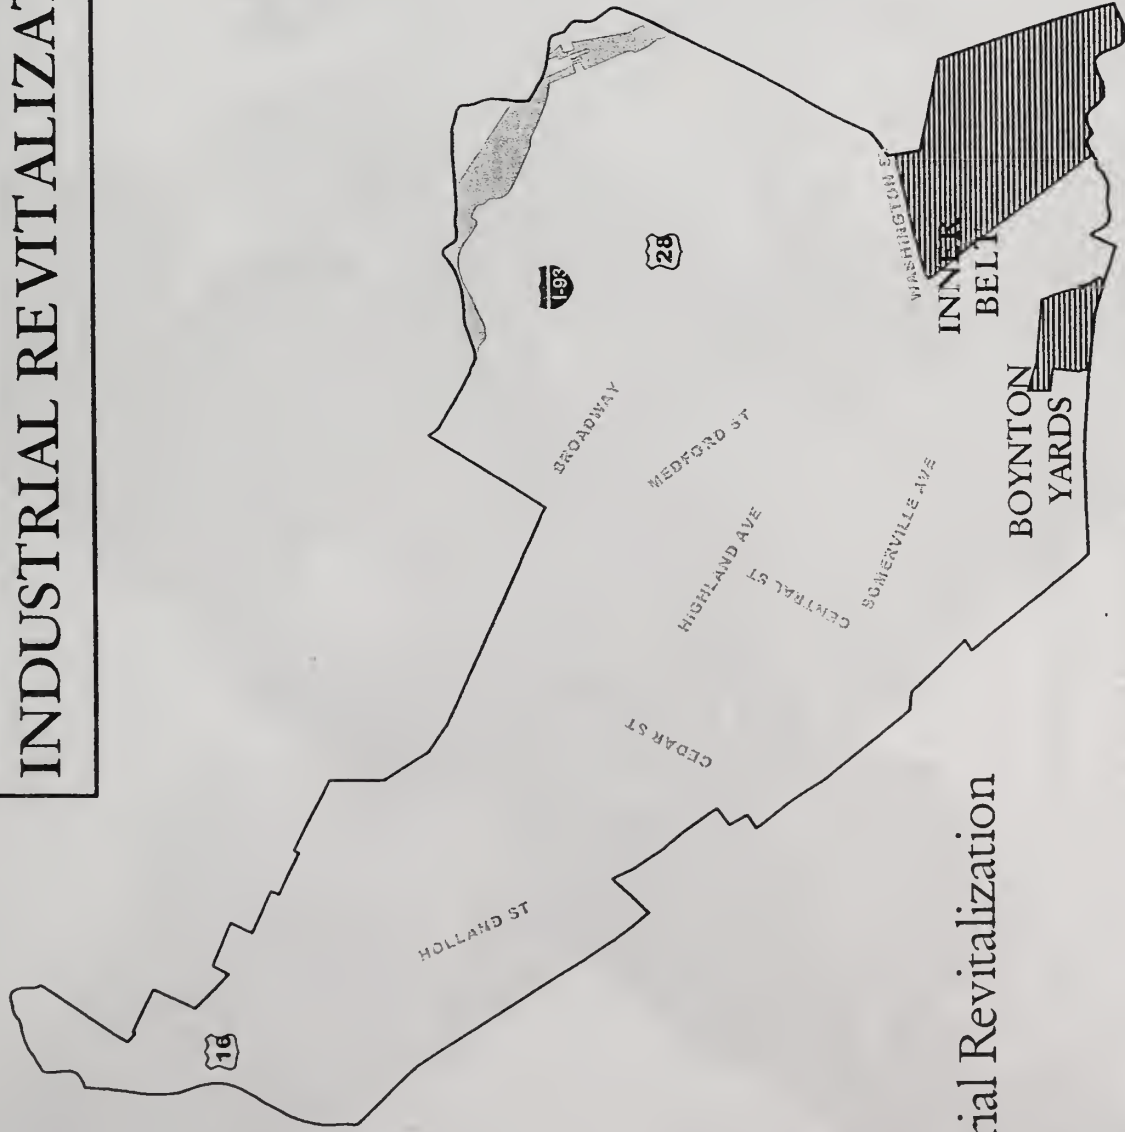 INDUSTRIAL REVITALIZAT
16
HOLLAND ST
CEDAR ST
BROADWAY
I-93
28
MEDFORD ST
HIGHLAND AVE
CENTRAL ST
SOMERVILLE AVE
WASHINGTON S
INNER
BELT
BOYNTON
YARDS
rial Revitalization